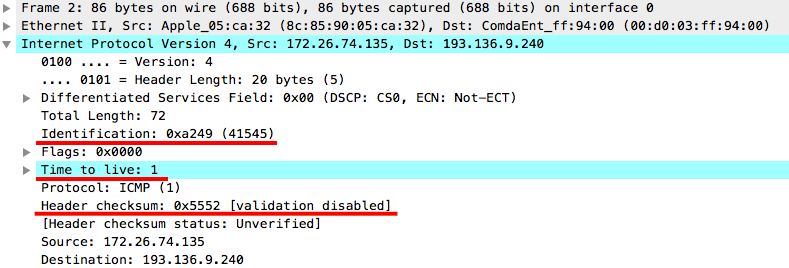 Frame 2: 86 bytes on wire (688 bits), 86 bytes captured (688 bits) on interface 0
Ethernet II, Src: Apple_05:ca:32 (8c:85:90:05:ca:32), Dst: ComdaEnt_ff:94:00 (00:d0:03:ff:94:00)
Internet Protocol Version 4, Src: 172.26.74.135, Dst: 193.136.9.240
0100 .... = Version: 4
.... 0101 = Header Length: 20 bytes (5)
Differentiated Services Field: 0x00 (DSCP: CS0, ECN: Not-ECT)
Total Length: 72
Identification: 0xa249 (41545)
Flags: 0x0000
Time to live: 1
Protocol: ICMP (1)
Header checksum: 0x5552 [validation disabled]
[Header checksum status: Unverified]
Source: 172.26.74.135
Destination: 193.136.9.240